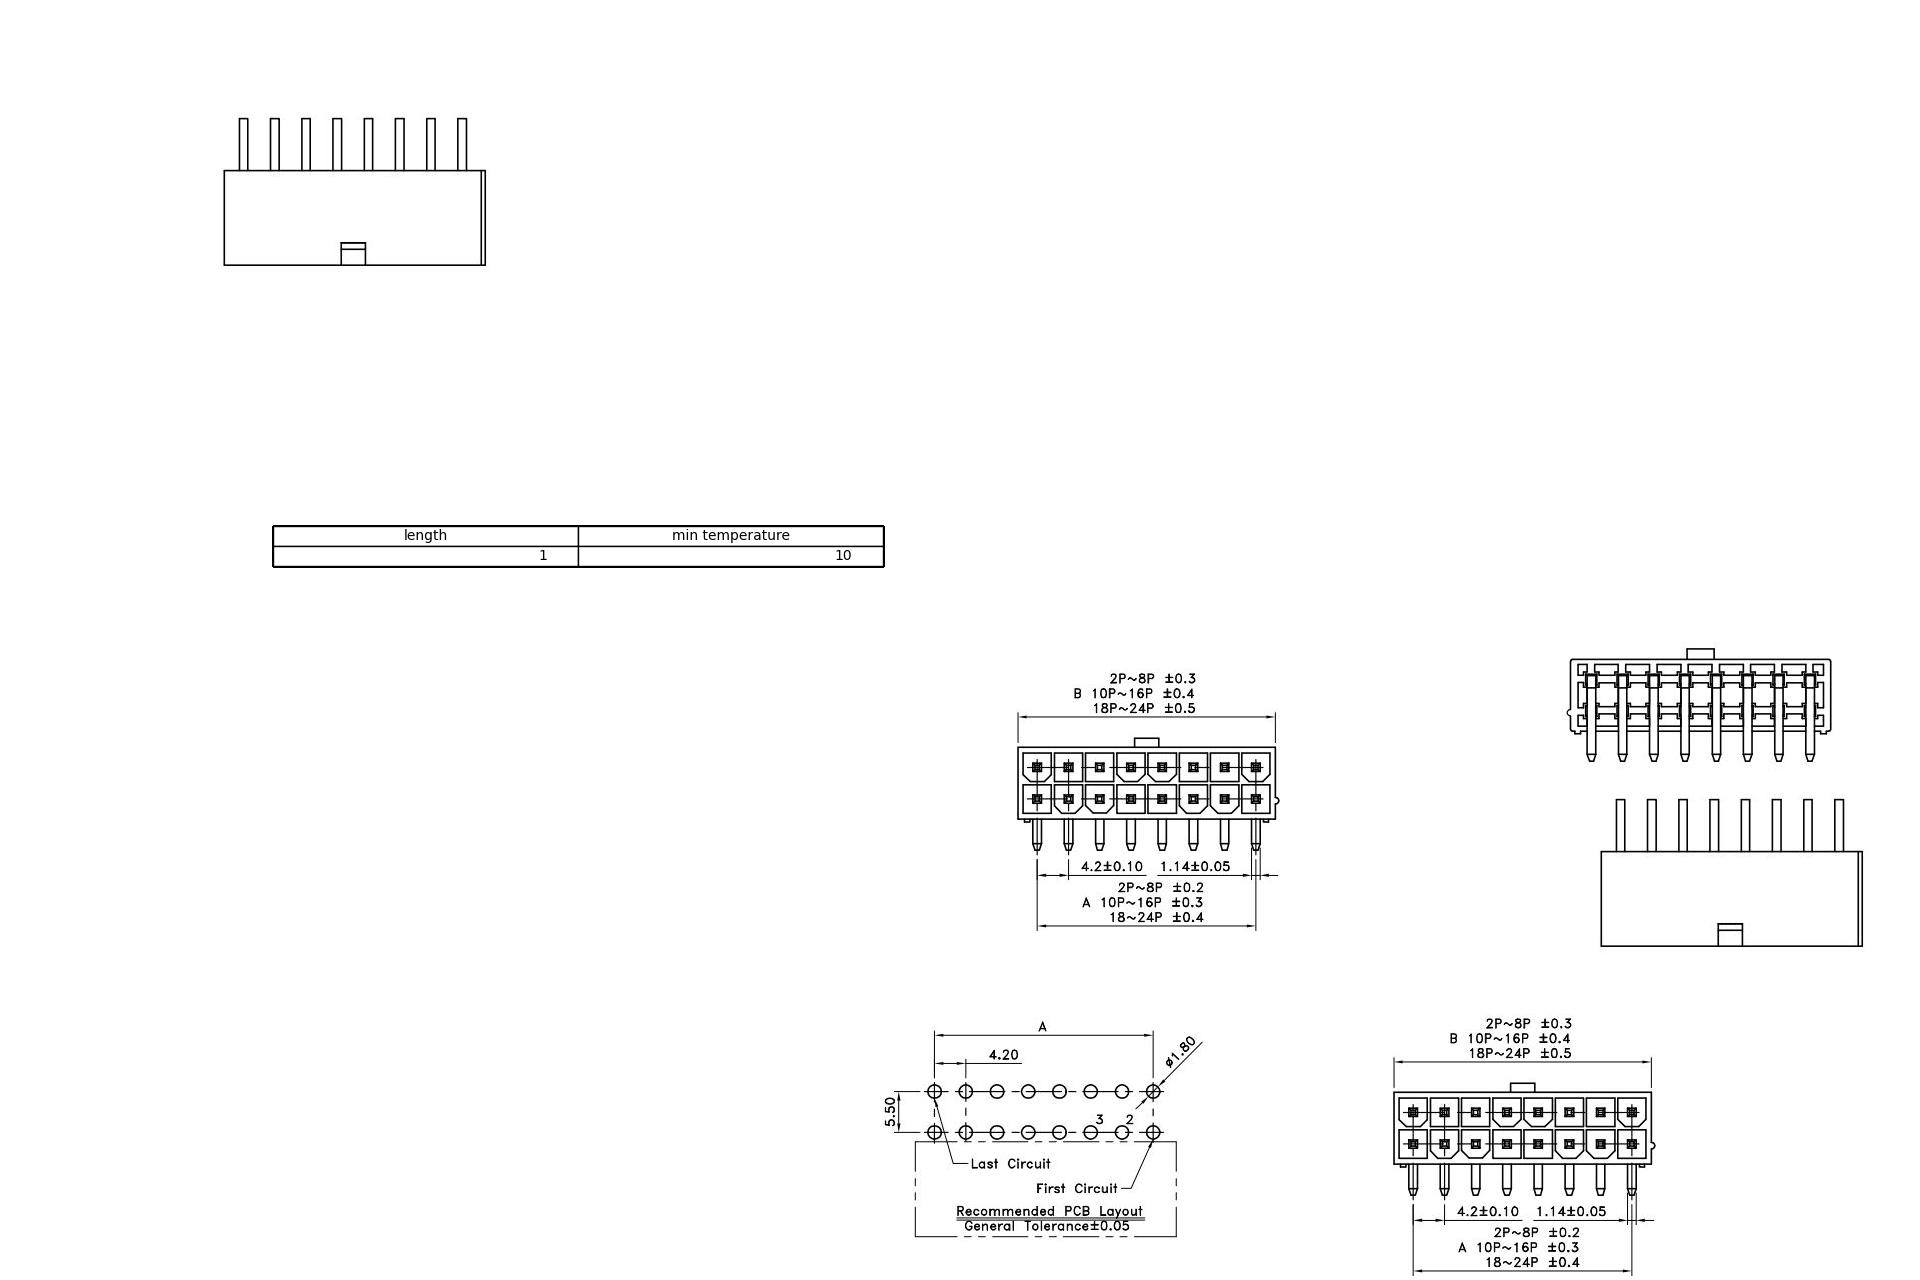 length min temperature
1 10
2P~8P ±0.3
B 10P~16P ±0.4
18P~24P ±0.5
4.2±0.10 1.14±0.05
2P~8P ±0.2
A 10P~16P ±0.3
18~24P ±0.4
A
4.20
ø1.80
5.50
3 2
Last Circuit
First Circuit
Recommended PCB Layout
General Tolerance±0.05
2P~8P ±0.3
B 10P~16P ±0.4
18P~24P ±0.5
4.2±0.10 1.14±0.05
2P~8P ±0.2
A 10P~16P ±0.3
18~24P ±0.4